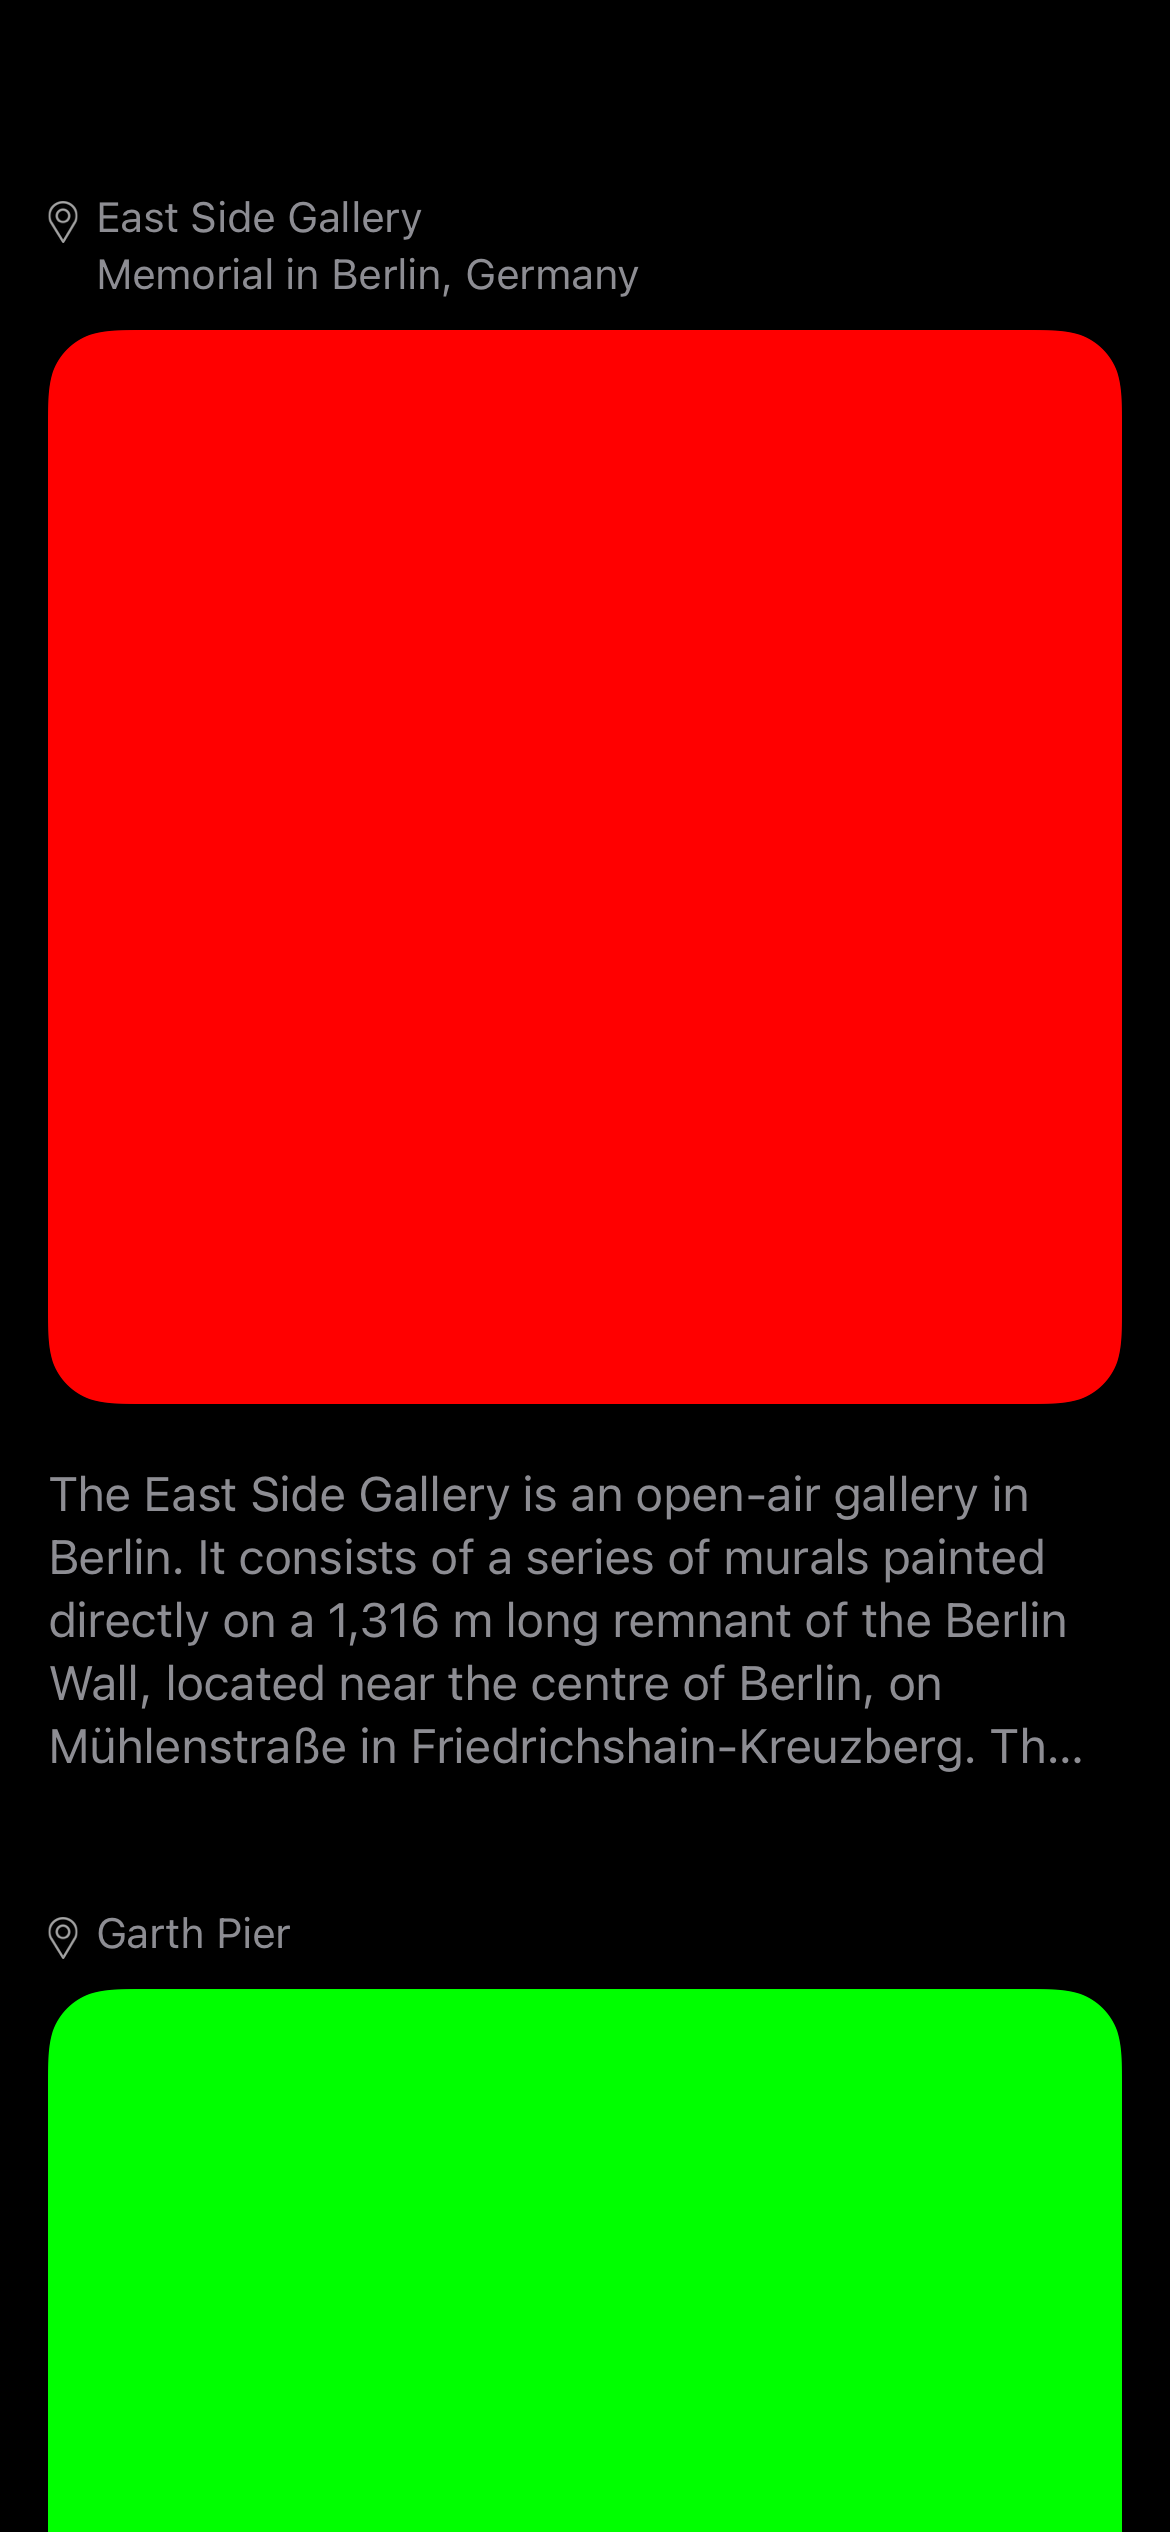 East Side Gallery
Memorial in Berlin, Germany
The East Side Gallery is an open-air gallery in
Berlin. It consists of a series of murals painted
directly on a 1,316 m long remnant of the Berlin
Wall, located near the centre of Berlin, on
Mühlenstraße in Friedrichshain-Kreuzberg. Th...
Garth Pier